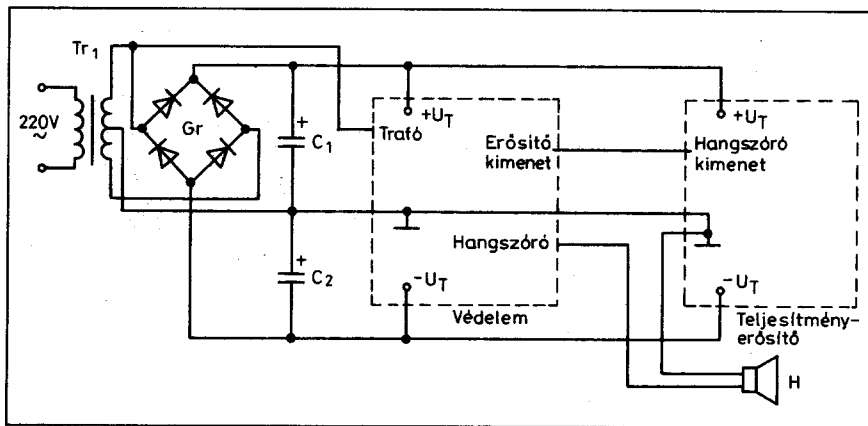 Tr1
220V
~
Gr
+
C1
+
C2
+UT
Trafó
Erősítő
kimenet
Hangszóró
-UT
Védelem
+UT
Hangszóró
kimenet
-UT
Teljesítmény-
erősítő
H